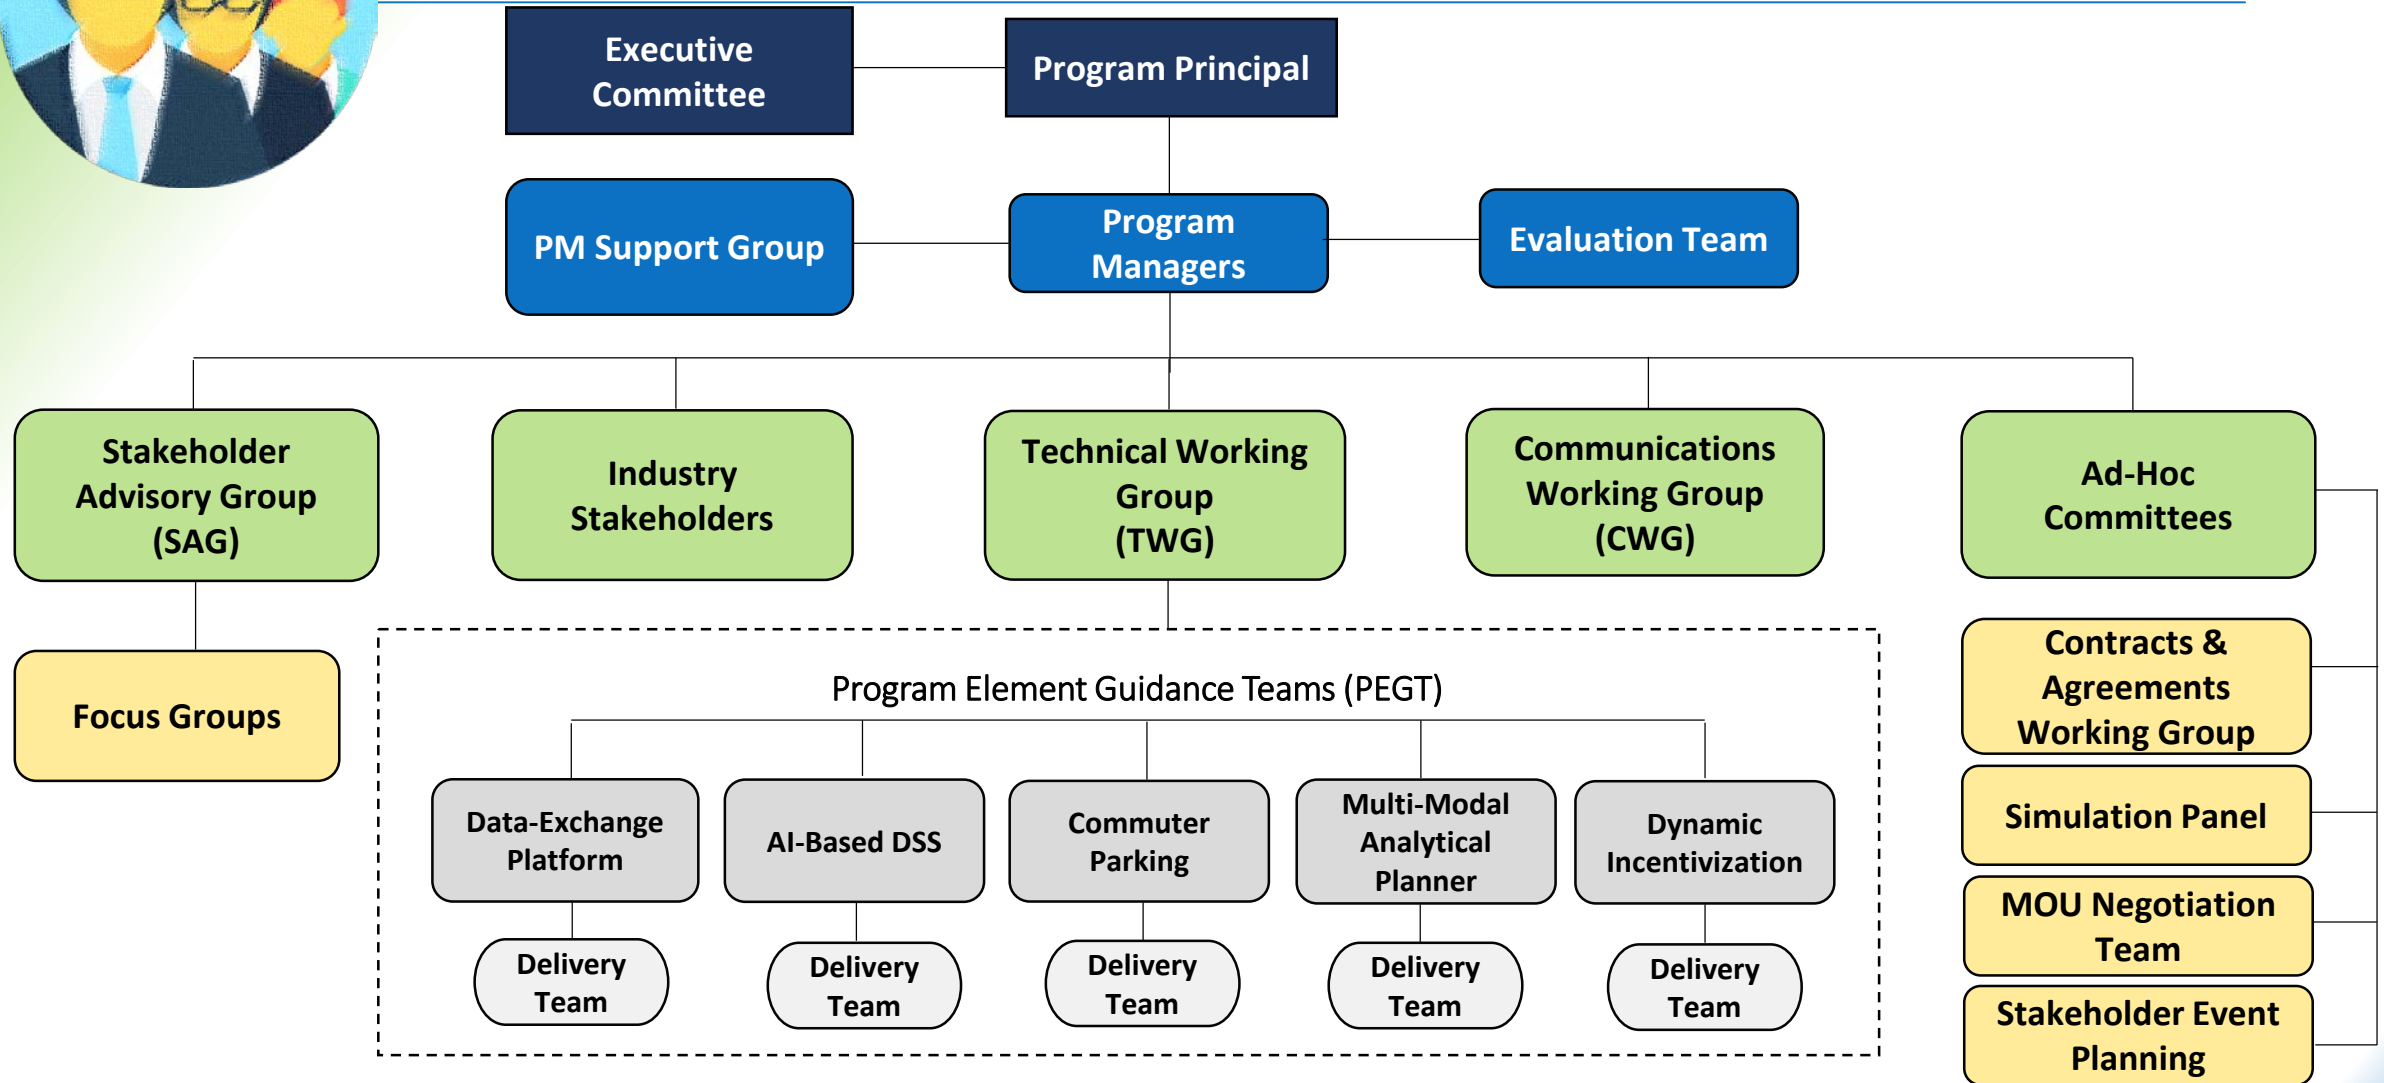 Executive
Committee
Program Principal
PM Support Group
Program
Managers
Evaluation Team
Stakeholder
Advisory Group
(SAG)
Industry
Stakeholders
Technical Working
Group
(TWG)
Communications
Working Group
(CWG)
Ad-Hoc
Committees
Focus Groups
Program Element Guidance Teams (PEGT)
Data-Exchange
Platform
AI-Based DSS
Commuter
Parking
Multi-Modal
Analytical
Planner
Dynamic
Incentivization
Delivery
Team
Delivery
Team
Delivery
Team
Delivery
Team
Delivery
Team
Contracts &
Agreements
Working Group
Simulation Panel
MOU Negotiation
Team
Stakeholder Event
Planning